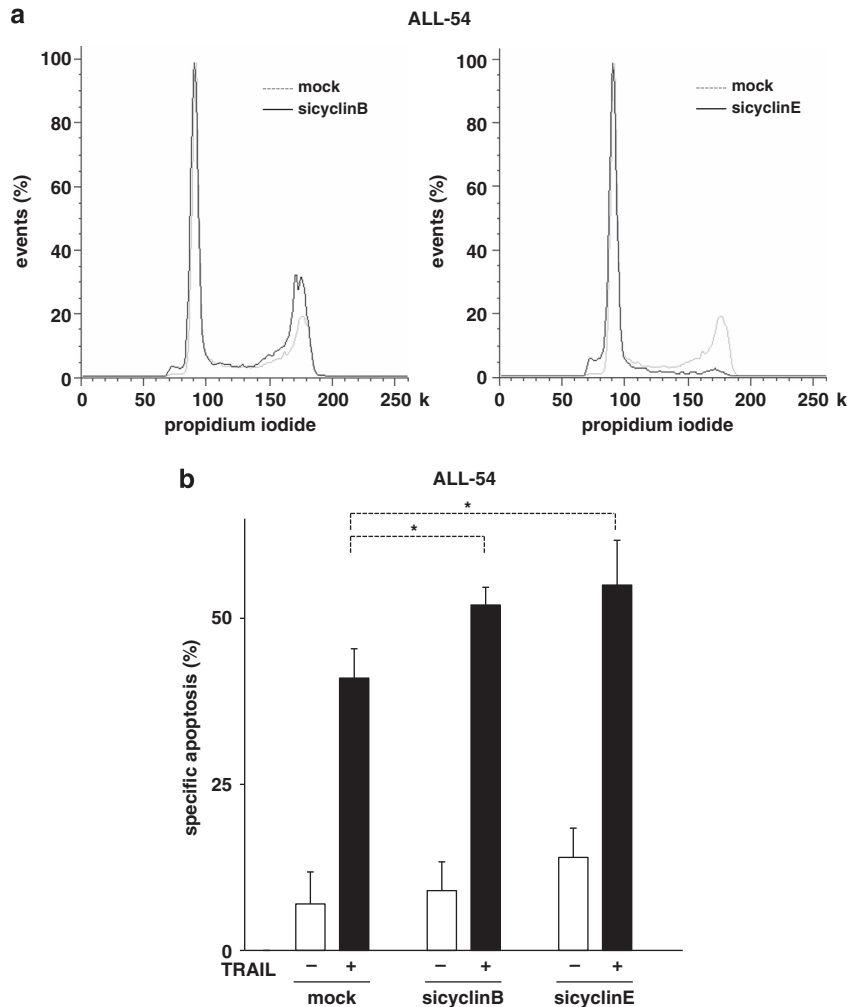 a
ALL-54
100
80
60
40
20
0
events (%)
mock
sicyclinB
0 50 100 150 200 250 k
propidium iodide
100
80
60
40
20
0
events (%)
mock
sicyclinE
0 50 100 150 200 250 k
propidium iodide
b
ALL-54
*
*
50
25
0
specific apoptosis (%)
TRAIL − + − + − +
mock sicyclinB sicyclinE